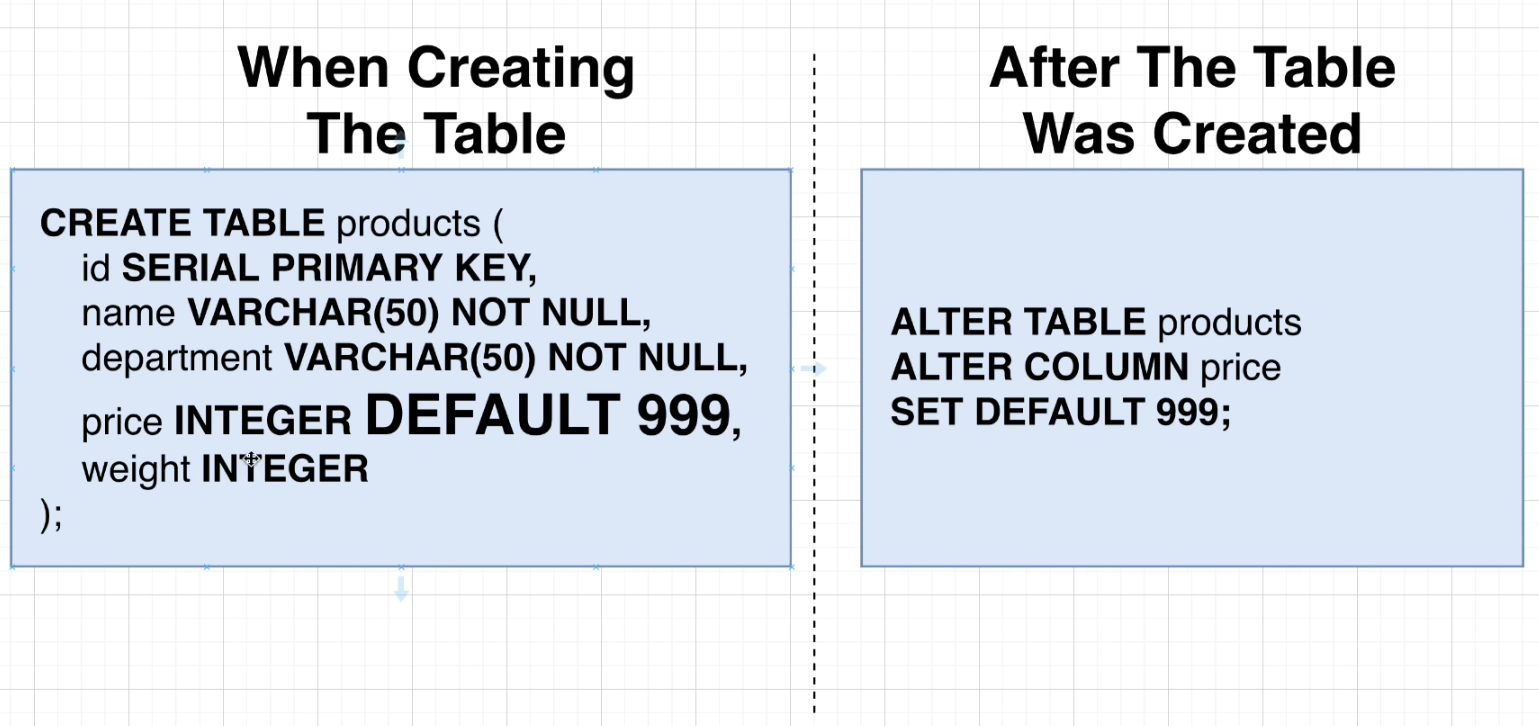 When Creating
The Table
CREATE TABLE products (
id SERIAL PRIMARY KEY,
name VARCHAR(50) NOT NULL,
department VARCHAR(50) NOT NULL,
price INTEGER DEFAULT 999,
weight INTEGER
);
After The Table
Was Created
ALTER TABLE products
ALTER COLUMN price
SET DEFAULT 999;